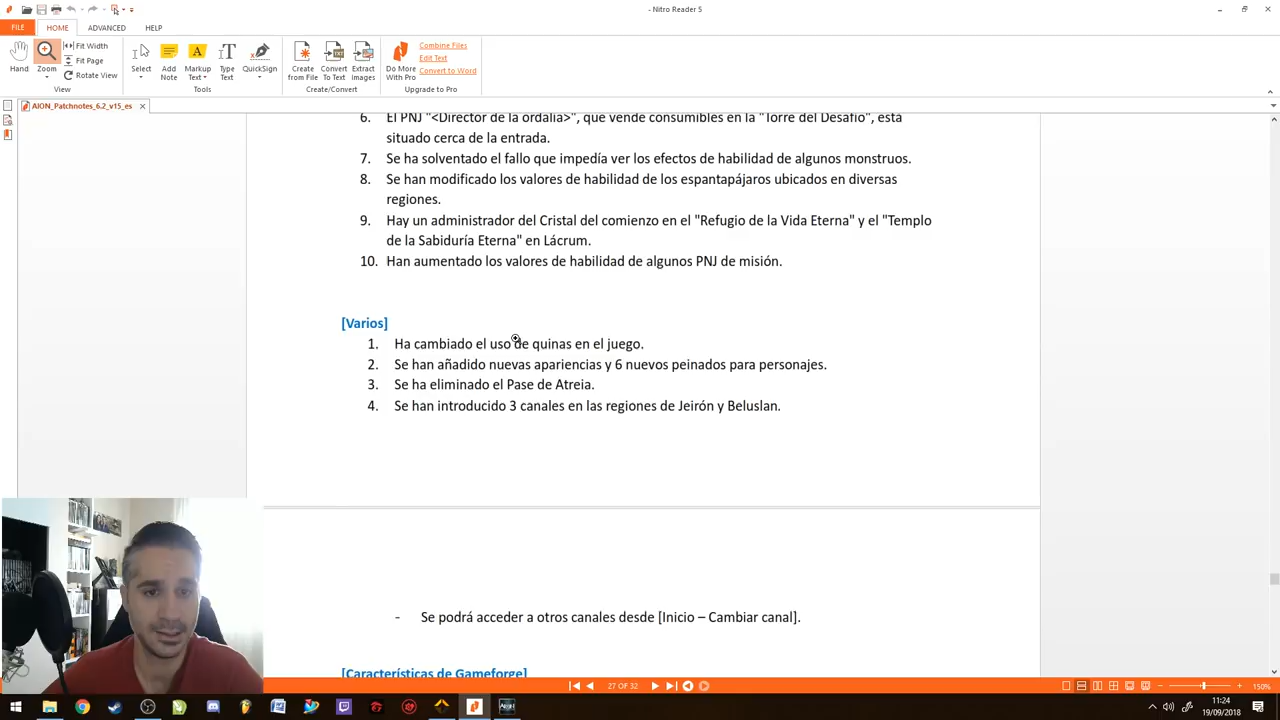 - Nitro Reader 5
FILE HOME ADVANCED HELP
Hand Zoom Fit Width Fit Page Rotate View Select Add Note Markup Text Type Text QuickSign Create from File Convert To Text Extract Images Do More With Pro Combine Files Edit Text Convert to Word
View Tools Create/Convert Upgrade to Pro
AION_Patchnotes_6.2_v15_es
6. El PNJ "<Director de la ordalía>", que vende consumibles en la "Torre del Desafío", está
situado cerca de la entrada.
7. Se ha solventado el fallo que impedía ver los efectos de habilidad de algunos monstruos.
8. Se han modificado los valores de habilidad de los espantapájaros ubicados en diversas
regiones.
9. Hay un administrador del Cristal del comienzo en el "Refugio de la Vida Eterna" y el "Templo
de la Sabiduría Eterna" en Lácrum.
10. Han aumentado los valores de habilidad de algunos PNJ de misión.
[Varios]
1. Ha cambiado el uso de quinas en el juego.
2. Se han añadido nuevas apariencias y 6 nuevos peinados para personajes.
3. Se ha eliminado el Pase de Atreia.
4. Se han introducido 3 canales en las regiones de Jeirón y Beluslan.
- Se podrá acceder a otros canales desde [Inicio – Cambiar canal].
[Características de Gameforge]
27 OF 32
150%
11:24
19/09/2018